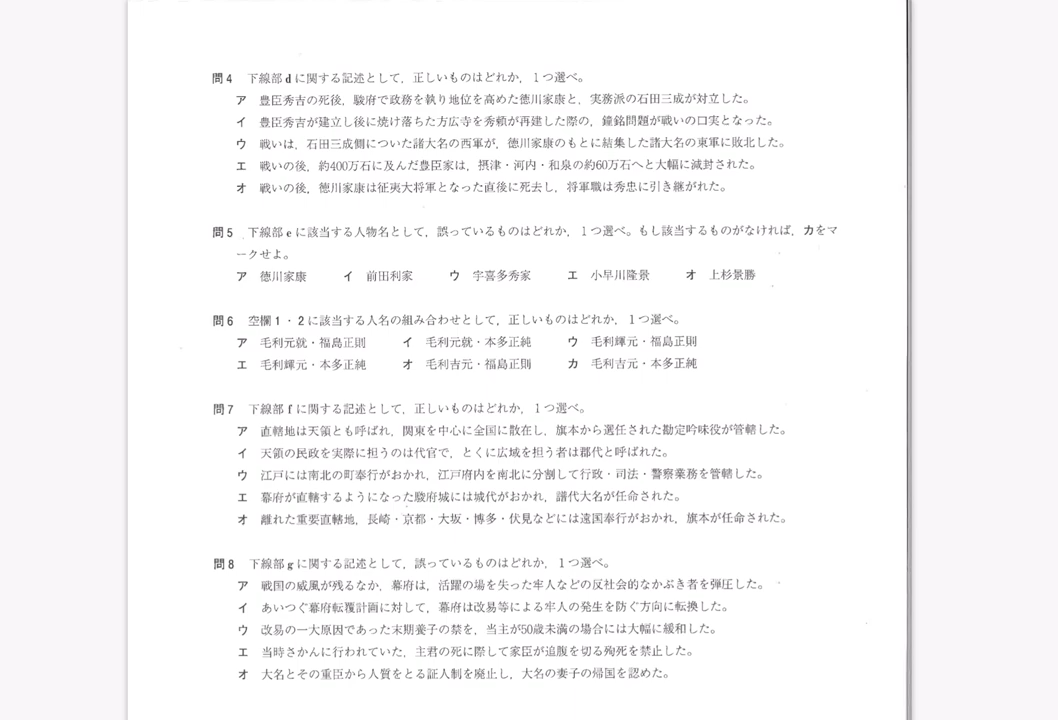 問4 下線部dに関する記述として，正しいものはどれか，1つ選べ。
ア 豊臣秀吉の死後，駿府で政務を執り地位を高めた徳川家康と，実務派の石田三成が対立した。
イ 豊臣秀吉が建立し後に焼け落ちた方広寺を秀頼が再建した際の，鐘銘問題が戦いの口実となった。
ウ 戦いは，石田三成側についた諸大名の西軍が，徳川家康のもとに結集した諸大名の東軍に敗北した。
エ 戦いの後，約400万石に及んだ豊臣家は，摂津・河内・和泉の約60万石へと大幅に減封された。
オ 戦いの後，徳川家康は征夷大将軍となった直後に死去し，将軍職は秀忠に引き継がれた。
問5 下線部eに該当する人物名として，誤っているものはどれか，1つ選べ。もし該当するものがなければ，カをマ
ークせよ。
ア 徳川家康 イ 前田利家 ウ 宇喜多秀家 エ 小早川隆景 オ 上杉景勝
問6 空欄1・2に該当する人名の組み合わせとして，正しいものはどれか，1つ選べ。
ア 毛利元就・福島正則 イ 毛利元就・本多正純 ウ 毛利輝元・福島正則
エ 毛利輝元・本多正純 オ 毛利吉元・福島正則 カ 毛利吉元・本多正純
問7 下線部fに関する記述として，正しいものはどれか，1つ選べ。
ア 直轄地は天領とも呼ばれ，関東を中心に全国に散在し，旗本から選任された勘定吟味役が管轄した。
イ 天領の民政を実際に担うのは代官で，とくに広域を担う者は郡代と呼ばれた。
ウ 江戸には南北の町奉行がおかれ，江戸府内を南北に分割して行政・司法・警察業務を管轄した。
エ 幕府が直轄するようになった駿府城には城代がおかれ，譜代大名が任命された。
オ 離れた重要直轄地，長崎・京都・大坂・博多・伏見などには遠国奉行がおかれ，旗本が任命された。
問8 下線部gに関する記述として，誤っているものはどれか，1つ選べ。
ア 戦国の威風が残るなか，幕府は，活躍の場を失った牢人などの反社会的なかぶき者を弾圧した。
イ あいつぐ幕府転覆計画に対して，幕府は改易等による牢人の発生を防ぐ方向に転換した。
ウ 改易の一大原因であった末期養子の禁を，当主が50歳未満の場合には大幅に緩和した。
エ 当時さかんに行われていた，主君の死に際して家臣が追腹を切る殉死を禁止した。
オ 大名とその重臣から人質をとる証人制を廃止し，大名の妻子の帰国を認めた。